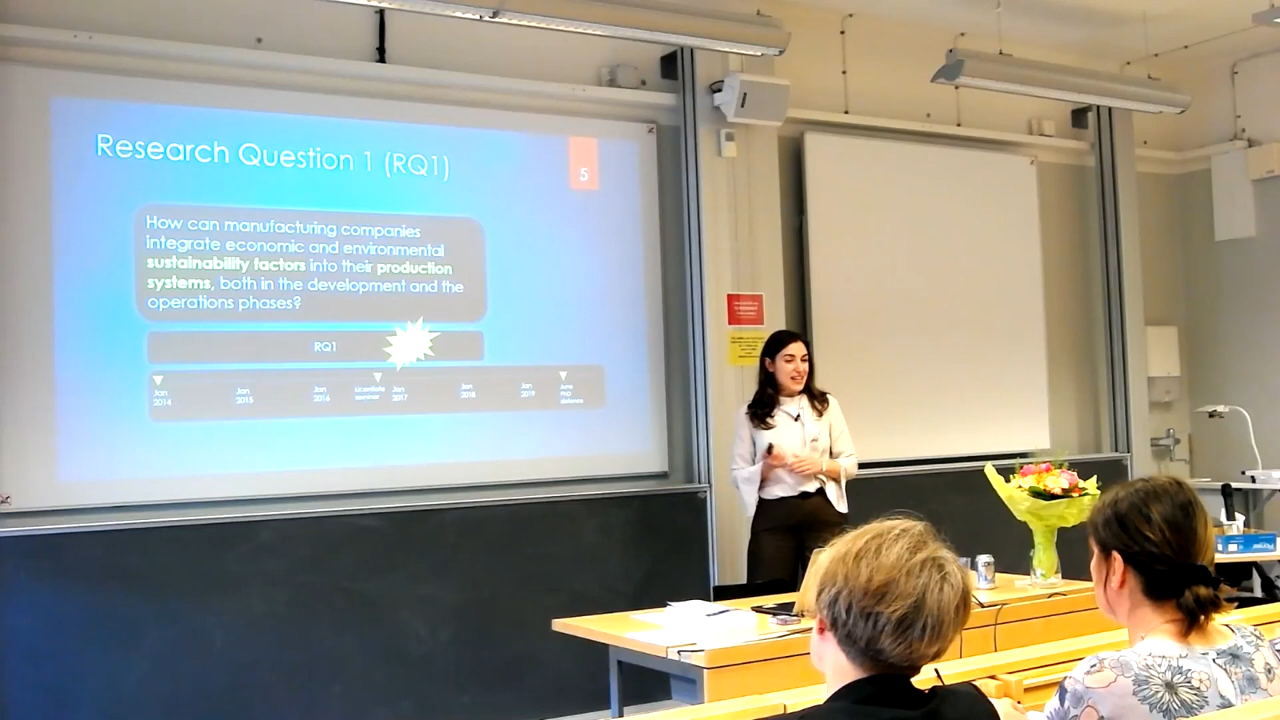 Research Question 1 (RQ1)
5
How can manufacturing companies
integrate economic and environmental
sustainability factors into their production
systems, both in the development and the
operations phases?
RQ1
Jan
2014
Jan
2015
Jan
2016
Licentiate
seminar
Jan
2017
Jan
2018
Jan
2019
June
PhD
defence